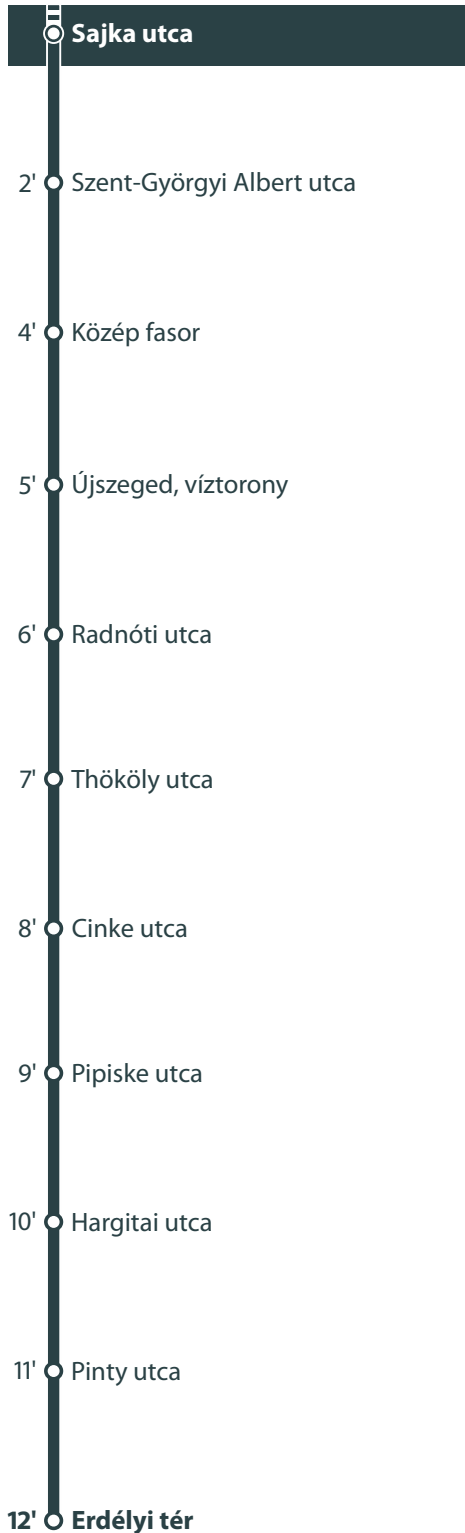 Sajka utca
2' Szent-Györgyi Albert utca
4' Közép fasor
5' Újszeged, víztorony
6' Radnóti utca
7' Thököly utca
8' Cinke utca
9' Pipiske utca
10' Hargitai utca
11' Pinty utca
12' Erdélyi tér